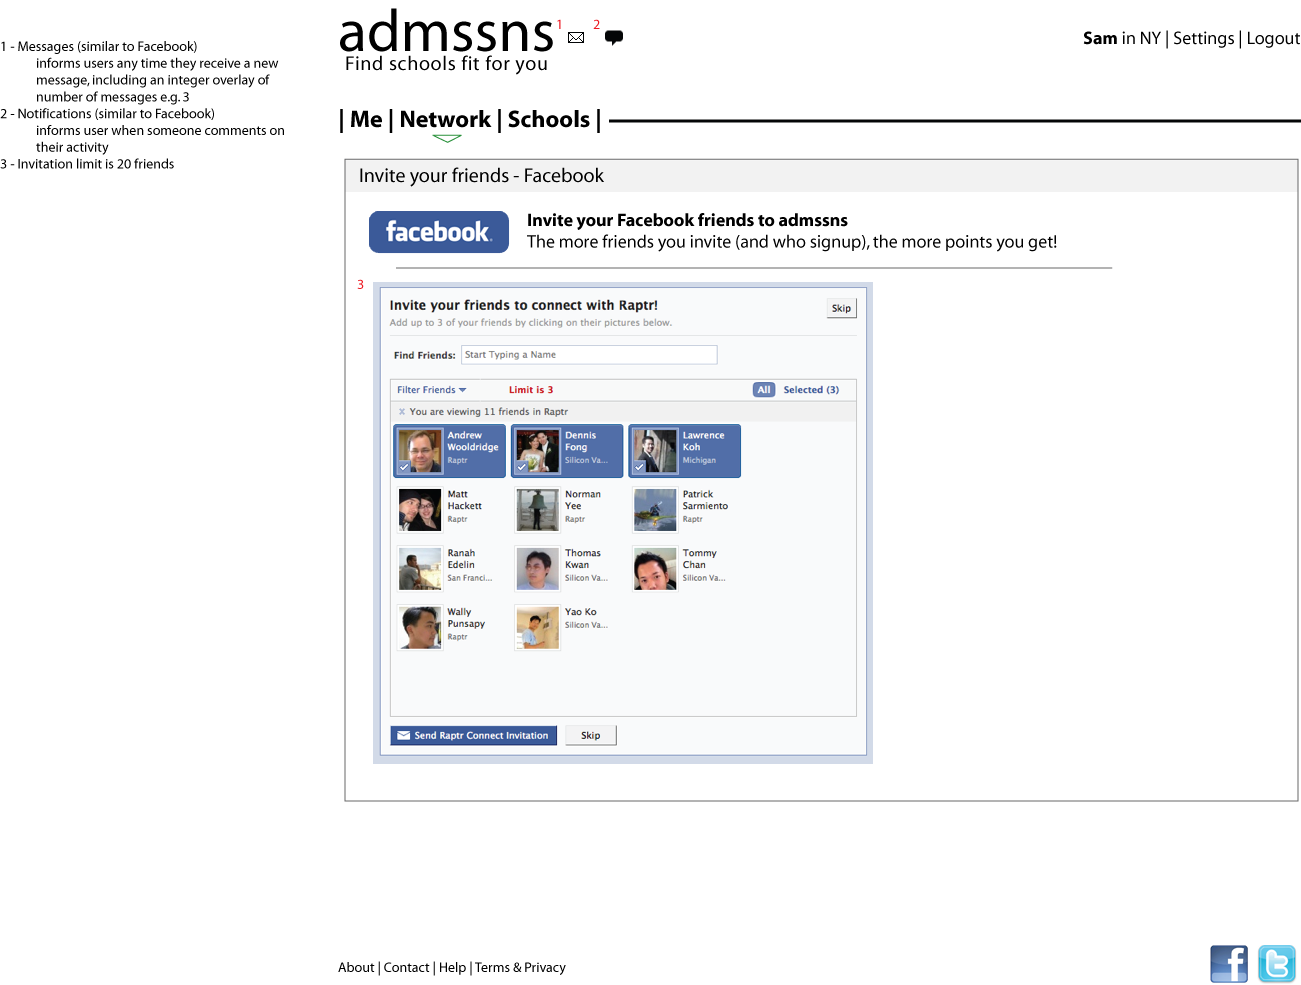 1 - Messages (similar to Facebook)
informs users any time they receive a new
message, including an integer overlay of
number of messages e.g. 3
2 - Notifications (similar to Facebook)
informs user when someone comments on
their activity
3 - Invitation limit is 20 friends
admssns
1
2
Find schools fit for you
Sam in NY | Settings | Logout
| Me | Network | Schools |
Invite your friends - Facebook
facebook.
Invite your Facebook friends to admssns
The more friends you invite (and who signup), the more points you get!
3
Invite your friends to connect with Raptr!
Skip
Add up to 3 of your friends by clicking on their pictures below.
Find Friends: Start Typing a Name
Filter Friends Limit is 3 All Selected (3)
x You are viewing 11 friends in Raptr
Andrew
Wooldridge
Raptr
Dennis
Fong
Silicon Va...
Lawrence
Koh
Michigan
Matt
Hackett
Raptr
Norman
Yee
Raptr
Patrick
Sarmiento
Raptr
Ranah
Edelin
San Franci...
Thomas
Kwan
Silicon Va...
Tommy
Chan
Silicon Va...
Wally
Punsapy
Raptr
Yao Ko
Silicon Va...
Send Raptr Connect Invitation Skip
About | Contact | Help | Terms & Privacy
f
t